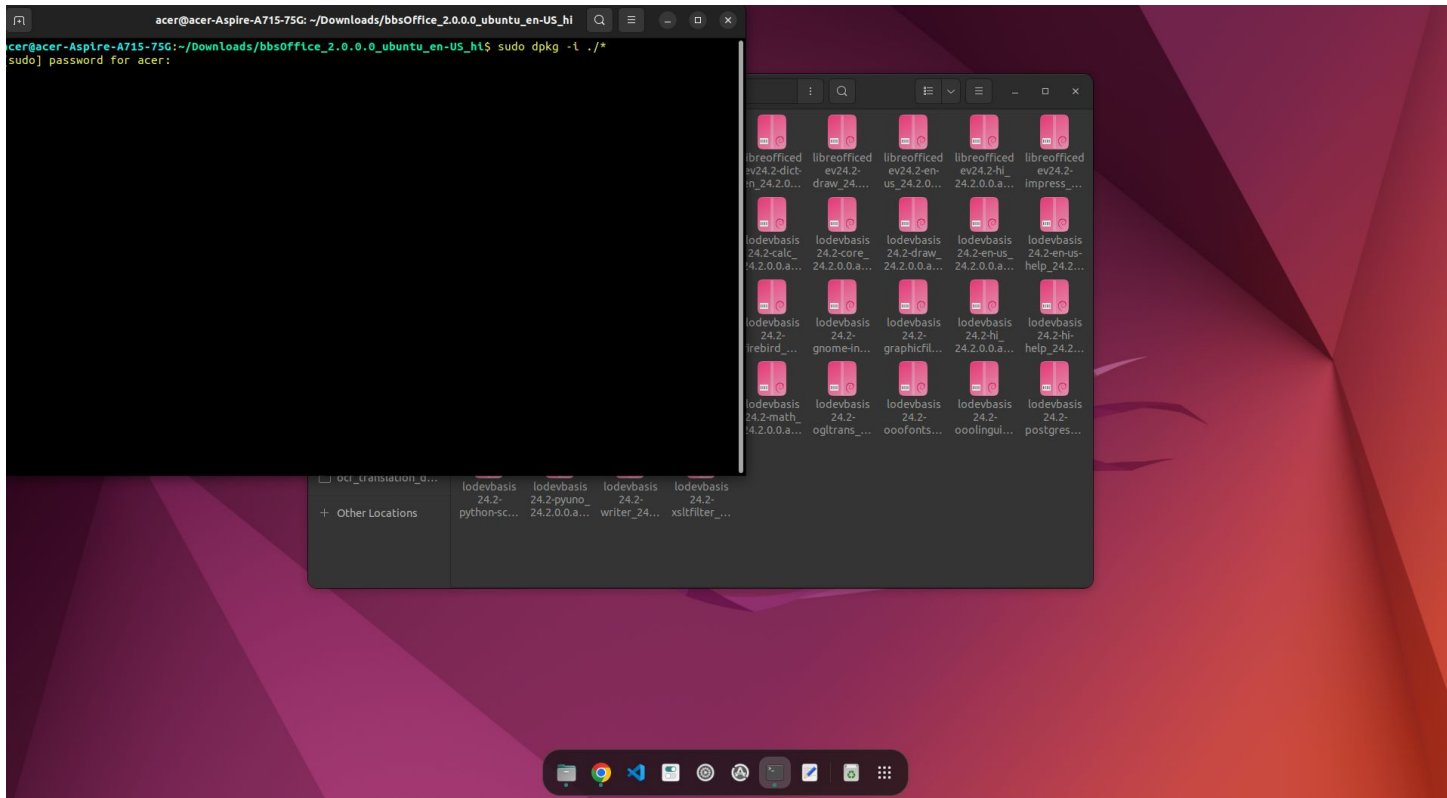 acer@acer-Aspire-A715-75G: ~/Downloads/bbsOffice_2.0.0.0_ubuntu_en-US_hi
cer@acer-Aspire-A715-75G:~/Downloads/bbsOffice_2.0.0.0_ubuntu_en-US_hi$ sudo dpkg -i ./*
sudo] password for acer:
ibreofficed libreofficed libreofficed libreofficed libreofficed
ev24.2-dict- ev24.2- ev24.2-en- ev24.2-hi_ ev24.2-
en_24.2.0... draw_24.... us_24.2.0... 24.2.0.0.a... impress_...
lodevbasis lodevbasis lodevbasis lodevbasis lodevbasis
24.2-calc_ 24.2-core_ 24.2-draw_ 24.2-en-us_ 24.2-en-us-
24.2.0.0.a... 24.2.0.0.a... 24.2.0.0.a... 24.2.0.0.a... help_24.2...
lodevbasis lodevbasis lodevbasis lodevbasis lodevbasis
24.2- 24.2- 24.2- 24.2-hi_ 24.2-hi-
firebird_... gnome-in... graphicfil... 24.2.0.0.a... help_24.2...
lodevbasis lodevbasis lodevbasis lodevbasis lodevbasis
24.2-math_ 24.2- 24.2- 24.2- 24.2-
24.2.0.0.a... ogltrans_... ooofonts... ooolingui... postgres...
ocr_translation_d...
lodevbasis lodevbasis lodevbasis lodevbasis
24.2- 24.2-pyuno_ 24.2- 24.2-
+ Other Locations python-sc... 24.2.0.0.a... writer_24... xsltfilter_...